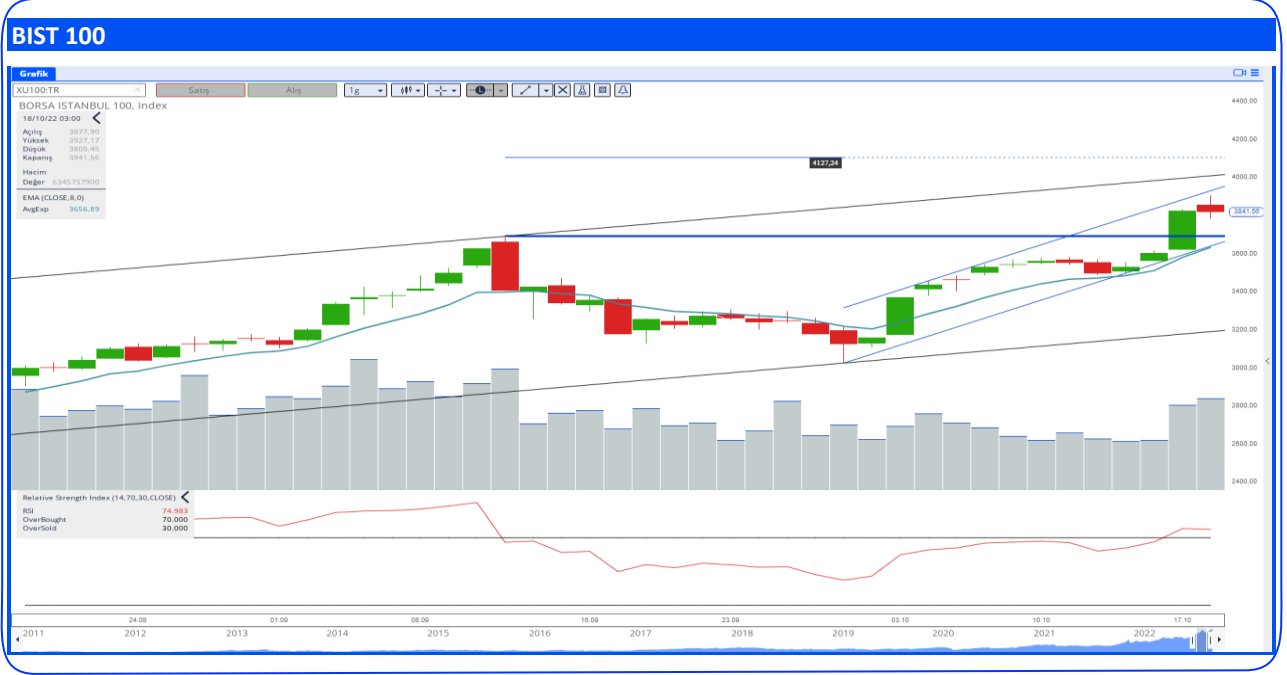 BIST 100
Grafik
XU100:TR
Satış
Alış
1g
BORSA ISTANBUL 100, Index
18/10/22 03:00
Açılış 3877,90
Yüksek 3927,17
Düşük 3805,45
Kapanış 3841,56
Hacim
Değer 6345757900
EMA (CLOSE,8,0)
AvgExp 3656,89
4127,24
4400,00
4200,00
4000,00
3841,56
3600,00
3400,00
3200,00
3000,00
2800,00
2600,00
2400,00
Relative Strength Index (14,70,30,CLOSE)
RSI 74.983
OverBought 70.000
OverSold 30.000
24.08 01.09 08.09 16.09 23.09 03.10 10.10 17.10
2011 2012 2013 2014 2015 2016 2017 2018 2019 2020 2021 2022